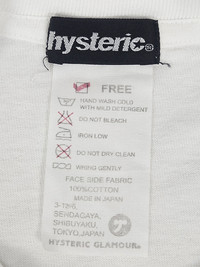 hysteric®
FREE
HAND WASH COLD
WITH MILD DETERGENT
DO NOT BLEACH
IRON LOW
DO NOT DRY CLEAN
WRING GENTLY
FACE SIDE FABRIC
100%COTTON
MADE IN JAPAN
SENDAGAYA,
SHIBUYAKU,
TOKYO,JAPAN
HYSTERIC GLAMOUR